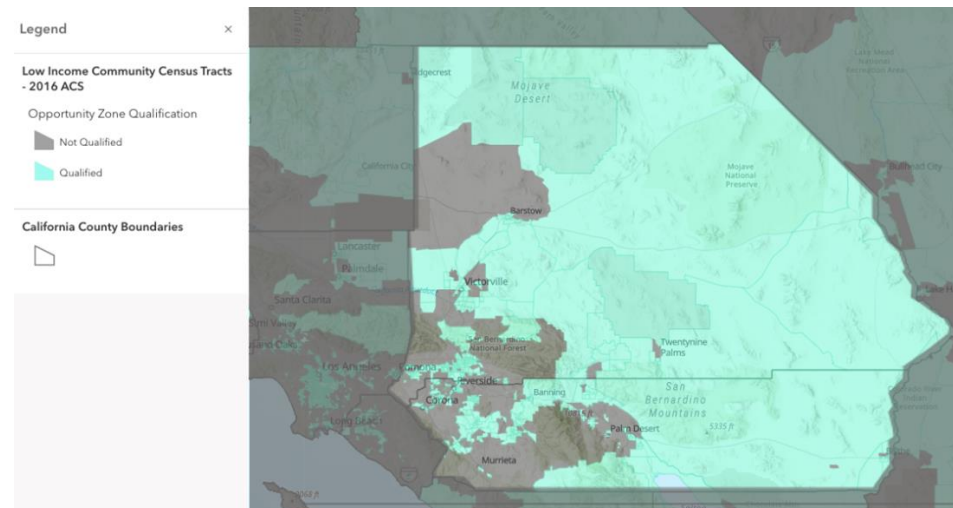 Legend ×
Low Income Community Census Tracts
- 2016 ACS
Opportunity Zone Qualification
Not Qualified
Qualified
California County Boundaries
Ridgecrest
Mojave
Desert
Lake Mead
National
Recreation Area
California City
Bullhead City
Mojave
National
Preserve
Barstow
Lancaster
Palmdale
Victorville
Santa Clarita
National Forest
Twentynine
Palms
Los Angeles
Riverside
Corona
Banning
San
Bernardino
Mountains
Long Beach
Palm Desert
5335 ft
Murrieta